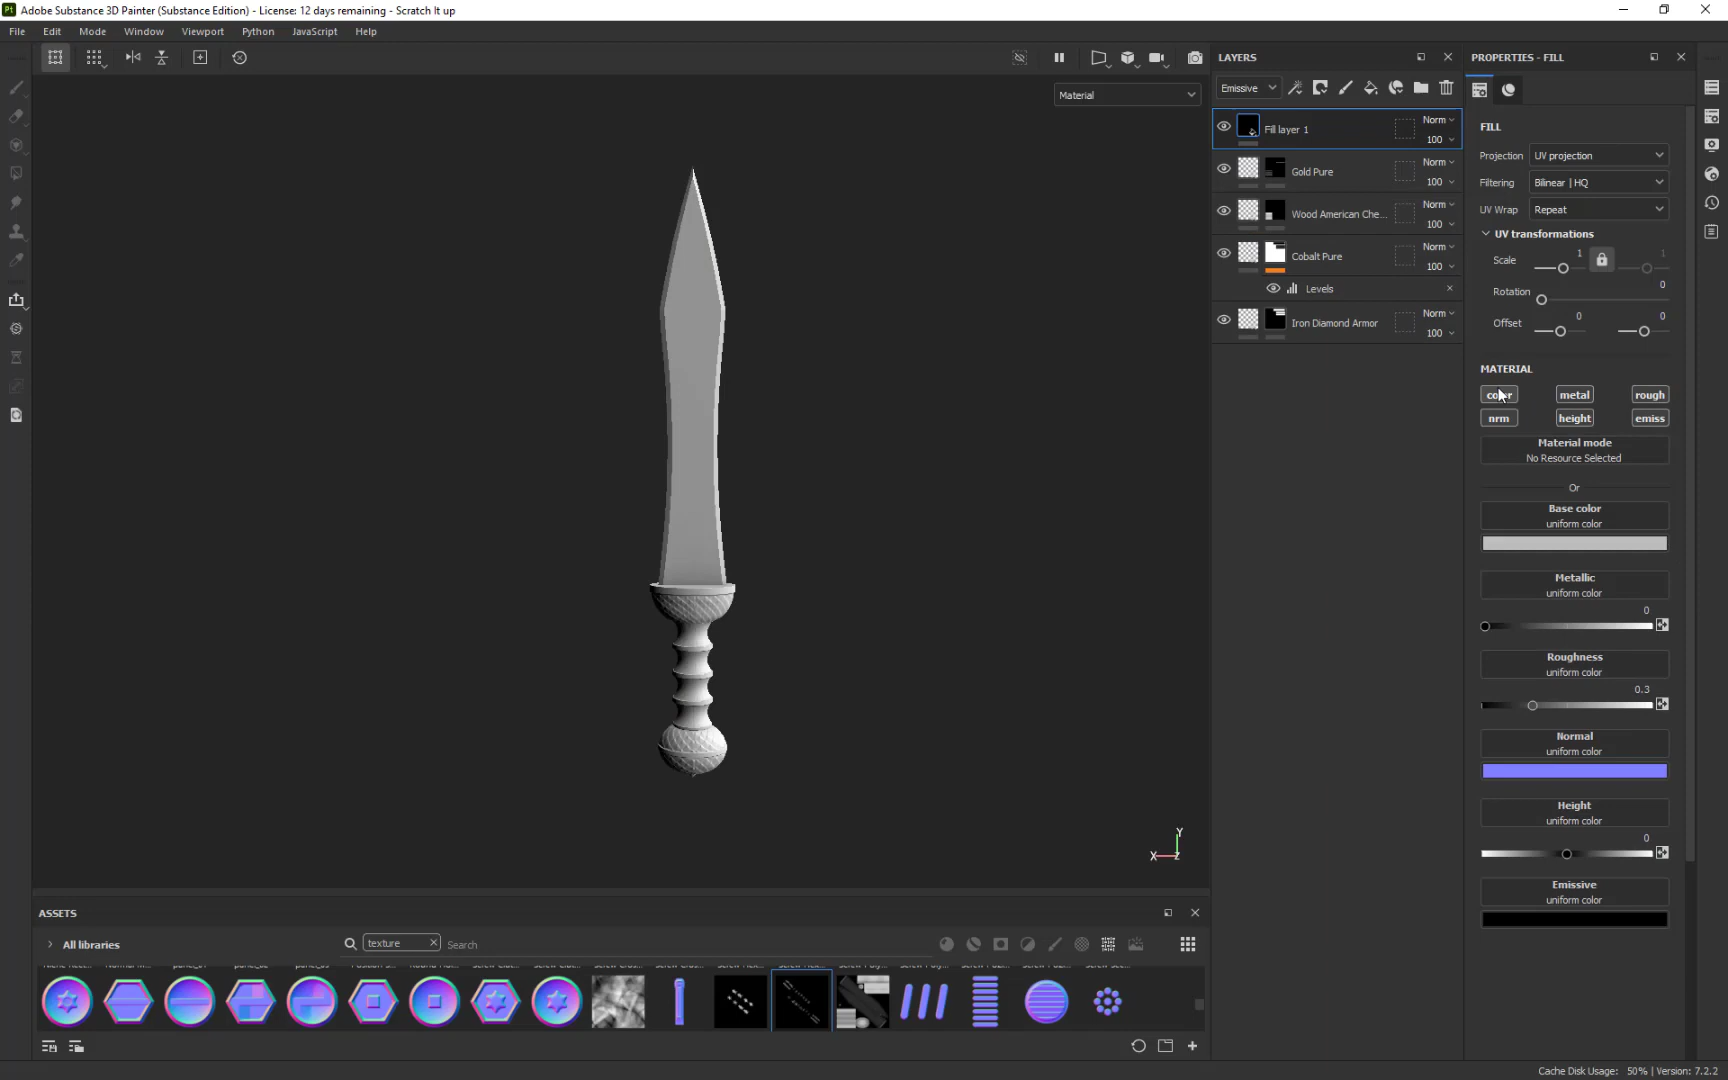 Adobe Substance 3D Painter (Substance Edition) - License: 12 days remaining - Scratch It up
File Edit Mode Window Viewport Python JavaScript Help
Material
LAYERS
Emissive
Fill layer 1 Norm 100
Gold Pure Norm 100
Wood American Che... Norm 100
Cobalt Pure Norm 100
Levels
Iron Diamond Armor Norm 100
PROPERTIES - FILL
FILL
Projection UV projection
Filtering Bilinear | HQ
UV Wrap Repeat
UV transformations
Scale 1 1
Rotation 0
Offset 0 0
MATERIAL
metal rough
nrm height emiss
Material mode
No Resource Selected
Or
Base color
uniform color
Metallic
uniform color
0
Roughness
uniform color
0.3
Normal
uniform color
Height
uniform color
0
Emissive
uniform color
Y
X Z
ASSETS
All libraries
texture
Search
Cache Disk Usage: 50% | Version: 7.2.2